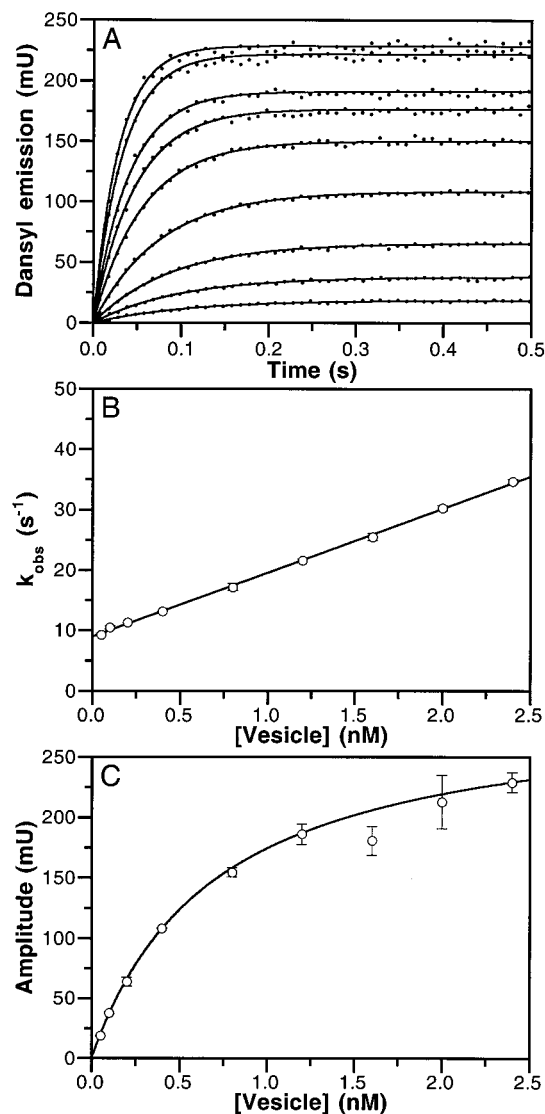 A
Dansyl emission (mU)
250
200
150
100
50
0
0.0 0.1 0.2 0.3 0.4 0.5
Time (s)
B
k_obs (s⁻¹)
50
40
30
20
10
0
0.0 0.5 1.0 1.5 2.0 2.5
[Vesicle] (nM)
C
Amplitude (mU)
250
200
150
100
50
0
0.0 0.5 1.0 1.5 2.0 2.5
[Vesicle] (nM)